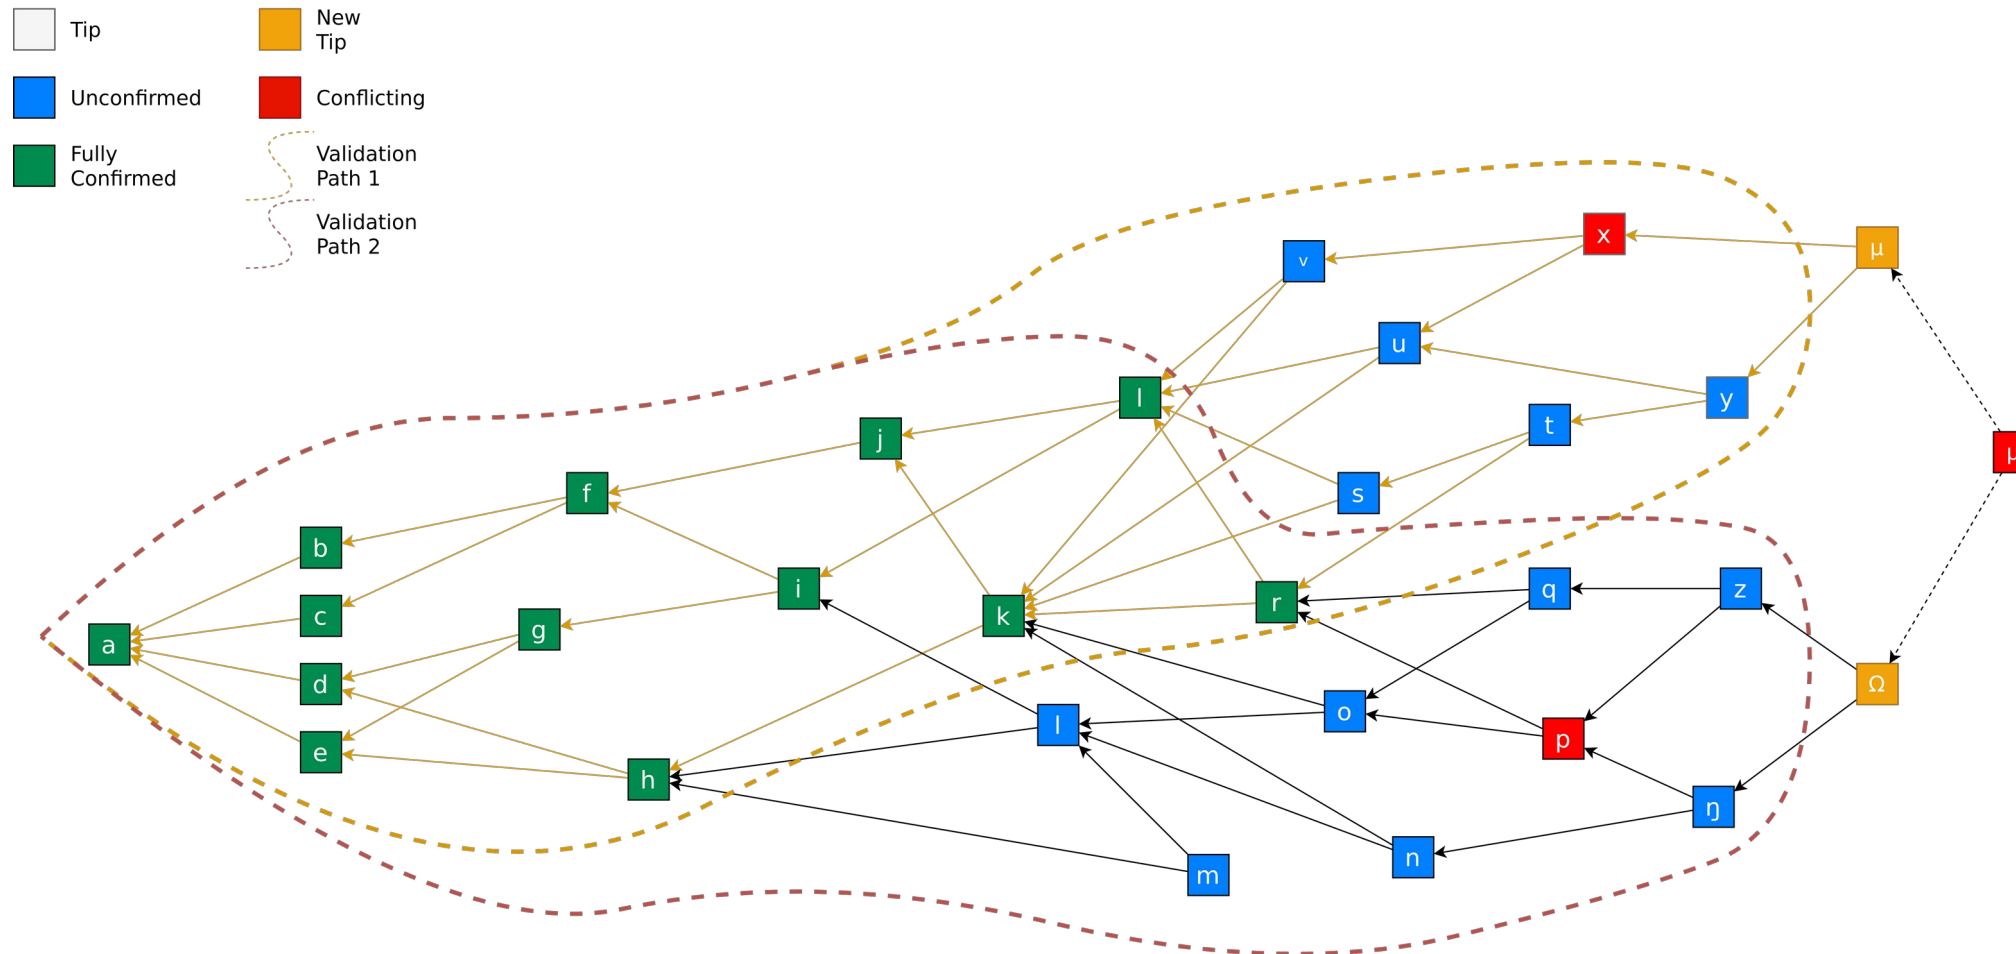 Tip
New
Tip
Unconfirmed
Conflicting
Fully
Confirmed
Validation
Path 1
Validation
Path 2
x
μ
v
u
l
y
j
t
μ
f
s
b
i
q
z
c
k
r
g
a
d
Ω
l
o
p
e
h
ŋ
n
m